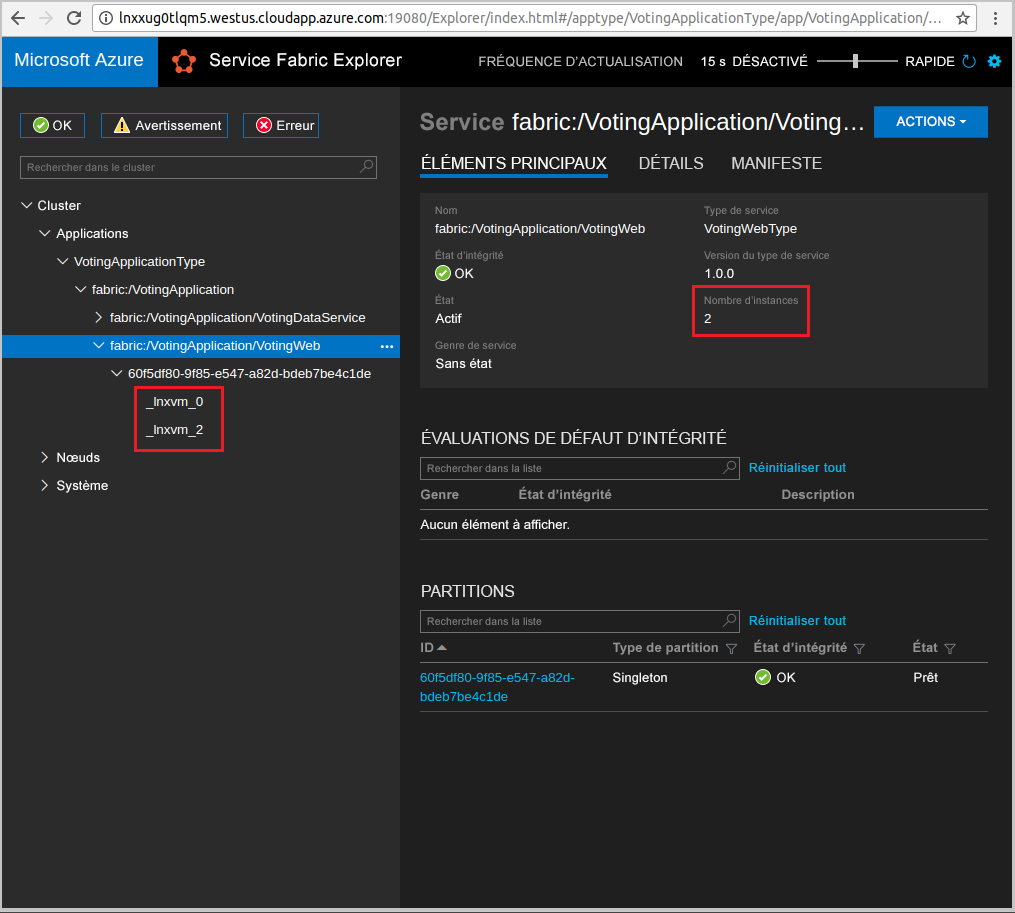 lnxxug0tlqm5.westus.cloudapp.azure.com:19080/Explorer/index.html#/apptype/VotingApplicationType/app/VotingApplication/...
Microsoft Azure
Service Fabric Explorer
FRÉQUENCE D'ACTUALISATION 15 s DÉSACTIVÉ RAPIDE
OK Avertissement Erreur
Rechercher dans le cluster
Cluster
Applications
VotingApplicationType
fabric:/VotingApplication
fabric:/VotingApplication/VotingDataService
fabric:/VotingApplication/VotingWeb ...
60f5df80-9f85-e547-a82d-bdeb7be4c1de
_lnxvm_0
_lnxvm_2
Nœuds
Système
Service fabric:/VotingApplication/Voting...
ACTIONS
ÉLÉMENTS PRINCIPAUX DÉTAILS MANIFESTE
Nom
fabric:/VotingApplication/VotingWeb
Type de service
VotingWebType
État d'intégrité
OK
Version du type de service
1.0.0
État
Actif
Nombre d'instances
2
Genre de service
Sans état
ÉVALUATIONS DE DÉFAUT D'INTÉGRITÉ
Rechercher dans la liste Réinitialiser tout
Genre État d'intégrité Description
Aucun élément à afficher.
PARTITIONS
Rechercher dans la liste Réinitialiser tout
ID Type de partition État d'intégrité État
60f5df80-9f85-e547-a82d- Singleton OK Prêt
bdeb7be4c1de